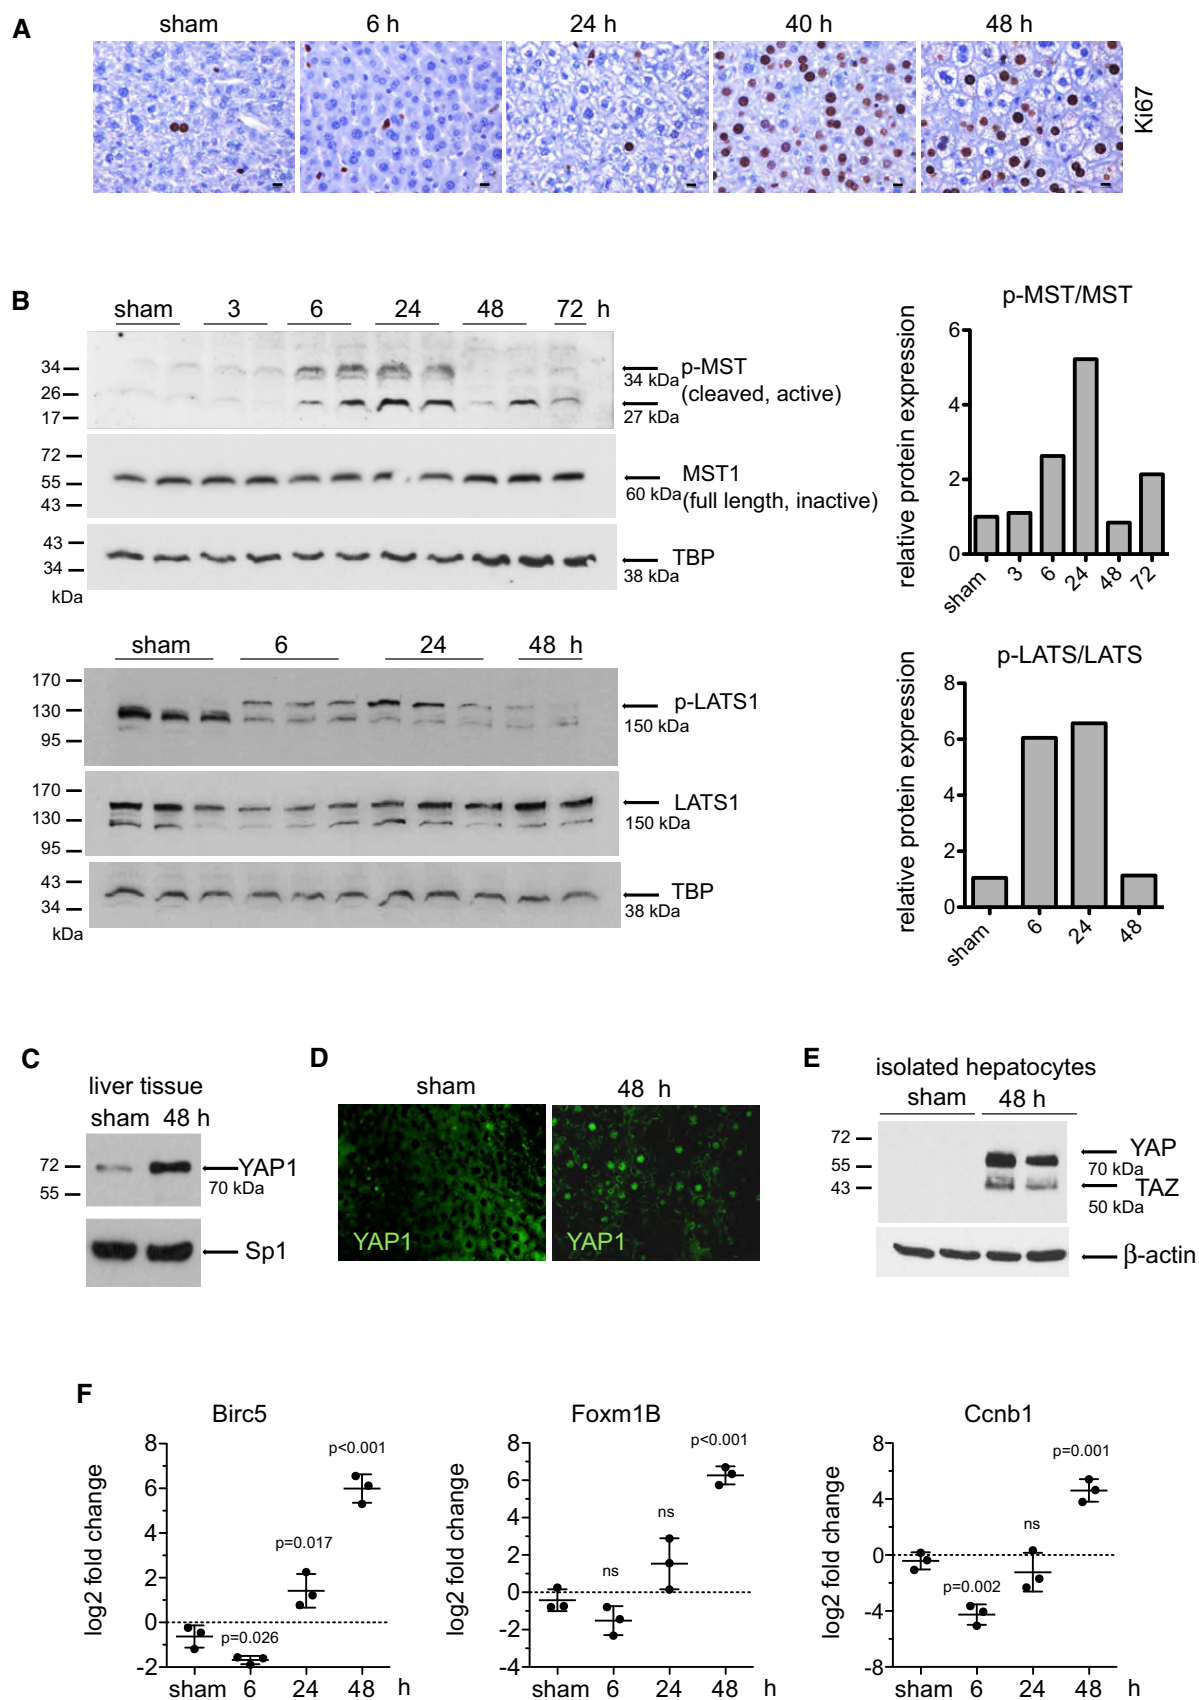 A
sham 6 h 24 h 40 h 48 h
Ki67
B
sham 3 6 24 48 72 h
34
26
17
p-MST
34 kDa
(cleaved, active)
27 kDa
72
55
43
MST1
60 kDa
(full length, inactive)
43
34
kDa
TBP
38 kDa
p-MST/MST
relative protein expression
6
4
2
0
sham 3 6 24 48 72
sham 6 24 48 h
170
130
95
p-LATS1
150 kDa
170
130
95
LATS1
150 kDa
43
34
kDa
TBP
38 kDa
p-LATS/LATS
relative protein expression
8
6
4
2
0
sham 6 24 48
C
liver tissue
sham 48 h
72
55
YAP1
70 kDa
Sp1
D
sham 48 h
YAP1 YAP1
E
isolated hepatocytes
sham 48 h
72
55
43
YAP
70 kDa
TAZ
50 kDa
β-actin
F
Birc5
log2 fold change
8
6
4
2
0
-2
p=0.026
p=0.017
p<0.001
sham 6 24 48 h
Foxm1B
log2 fold change
8
6
4
2
0
-2
-4
ns
ns
p<0.001
sham 6 24 48 h
Ccnb1
log2 fold change
8
4
0
-4
-8
p=0.002
ns
p=0.001
sham 6 24 48 h